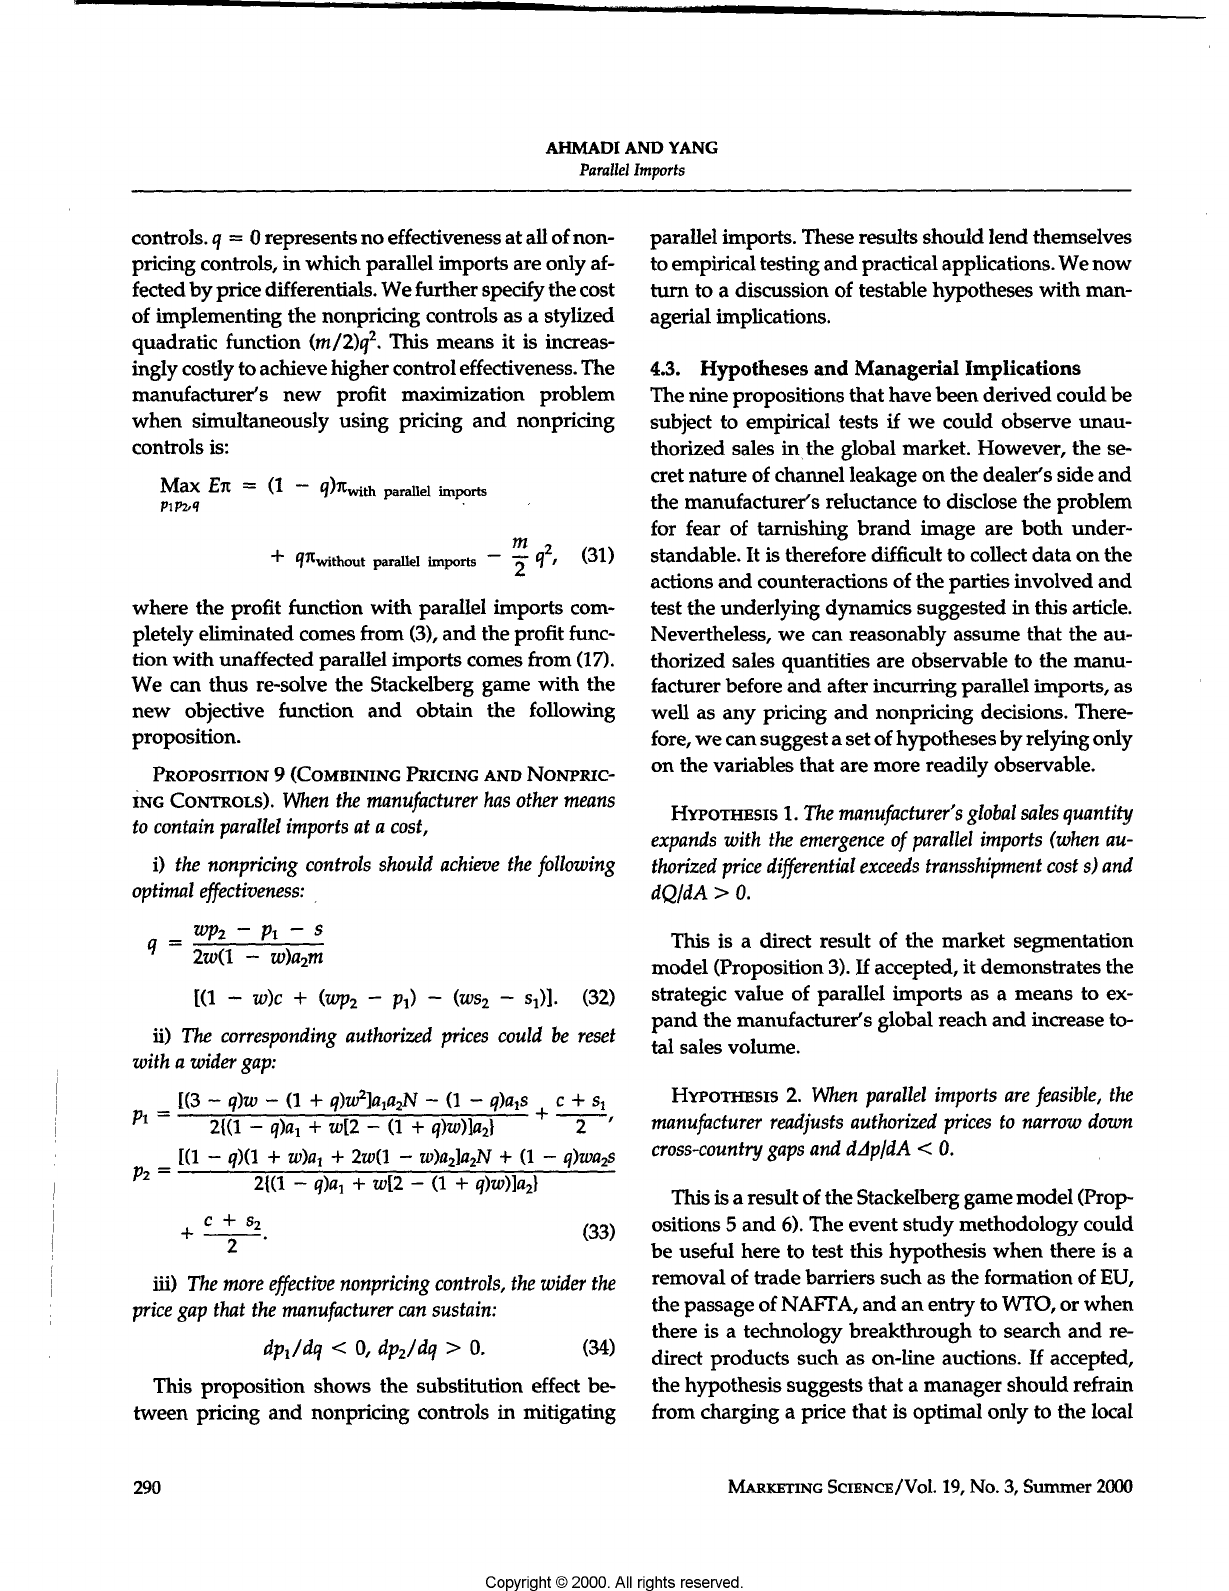 AHMADI AND YANG
Parallel Imports
controls. q = 0 represents no effectiveness at all of non-
pricing controls, in which parallel imports are only af-
fected by price differentials. We further specify the cost
of implementing the nonpricing controls as a stylized
quadratic function (m/2)q². This means it is increas-
ingly costly to achieve higher control effectiveness. The
manufacturer's new profit maximization problem
when simultaneously using pricing and nonpricing
controls is:
Max Eπ = (1 − q)π with parallel imports
p₁p₂,q
+ qπ without parallel imports − m/2 q², (31)
where the profit function with parallel imports com-
pletely eliminated comes from (3), and the profit func-
tion with unaffected parallel imports comes from (17).
We can thus re-solve the Stackelberg game with the
new objective function and obtain the following
proposition.
PROPOSITION 9 (COMBINING PRICING AND NONPRIC-
ING CONTROLS). When the manufacturer has other means
to contain parallel imports at a cost,
i) the nonpricing controls should achieve the following
optimal effectiveness:
q = (wp₂ − p₁ − s) / (2w(1 − w)a₂m)
[(1 − w)c + (wp₂ − p₁) − (ws₂ − s₁)]. (32)
ii) The corresponding authorized prices could be reset
with a wider gap:
p₁ = [(3 − q)w − (1 + q)w²]a₁a₂N − (1 − q)a₁s / 2{(1 − q)a₁ + w[2 − (1 + q)w)]a₂} + (c + s₁)/2,
p₂ = [(1 − q)(1 + w)a₁ + 2w(1 − w)a₂]a₂N + (1 − q)wa₂s / 2{(1 − q)a₁ + w[2 − (1 + q)w)]a₂}
+ (c + s₂)/2. (33)
iii) The more effective nonpricing controls, the wider the
price gap that the manufacturer can sustain:
dp₁/dq < 0, dp₂/dq > 0. (34)
This proposition shows the substitution effect be-
tween pricing and nonpricing controls in mitigating
parallel imports. These results should lend themselves
to empirical testing and practical applications. We now
turn to a discussion of testable hypotheses with man-
agerial implications.
4.3. Hypotheses and Managerial Implications
The nine propositions that have been derived could be
subject to empirical tests if we could observe unau-
thorized sales in the global market. However, the se-
cret nature of channel leakage on the dealer's side and
the manufacturer's reluctance to disclose the problem
for fear of tarnishing brand image are both under-
standable. It is therefore difficult to collect data on the
actions and counteractions of the parties involved and
test the underlying dynamics suggested in this article.
Nevertheless, we can reasonably assume that the au-
thorized sales quantities are observable to the manu-
facturer before and after incurring parallel imports, as
well as any pricing and nonpricing decisions. There-
fore, we can suggest a set of hypotheses by relying only
on the variables that are more readily observable.
HYPOTHESIS 1. The manufacturer's global sales quantity
expands with the emergence of parallel imports (when au-
thorized price differential exceeds transshipment cost s) and
dQ/dA > 0.
This is a direct result of the market segmentation
model (Proposition 3). If accepted, it demonstrates the
strategic value of parallel imports as a means to ex-
pand the manufacturer's global reach and increase to-
tal sales volume.
HYPOTHESIS 2. When parallel imports are feasible, the
manufacturer readjusts authorized prices to narrow down
cross-country gaps and dΔp/dA < 0.
This is a result of the Stackelberg game model (Prop-
ositions 5 and 6). The event study methodology could
be useful here to test this hypothesis when there is a
removal of trade barriers such as the formation of EU,
the passage of NAFTA, and an entry to WTO, or when
there is a technology breakthrough to search and re-
direct products such as on-line auctions. If accepted,
the hypothesis suggests that a manager should refrain
from charging a price that is optimal only to the local
290
MARKETING SCIENCE/Vol. 19, No. 3, Summer 2000
Copyright © 2000. All rights reserved.